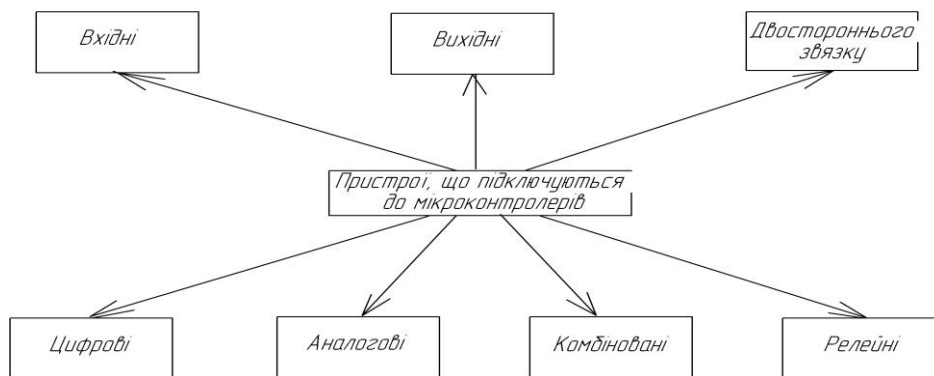 Вхідні
Вихідні
Двостороннього
звязку
Пристрої, що підключуються
до мікроконтролерів
Цифрові
Аналогові
Комбіновані
Релейні